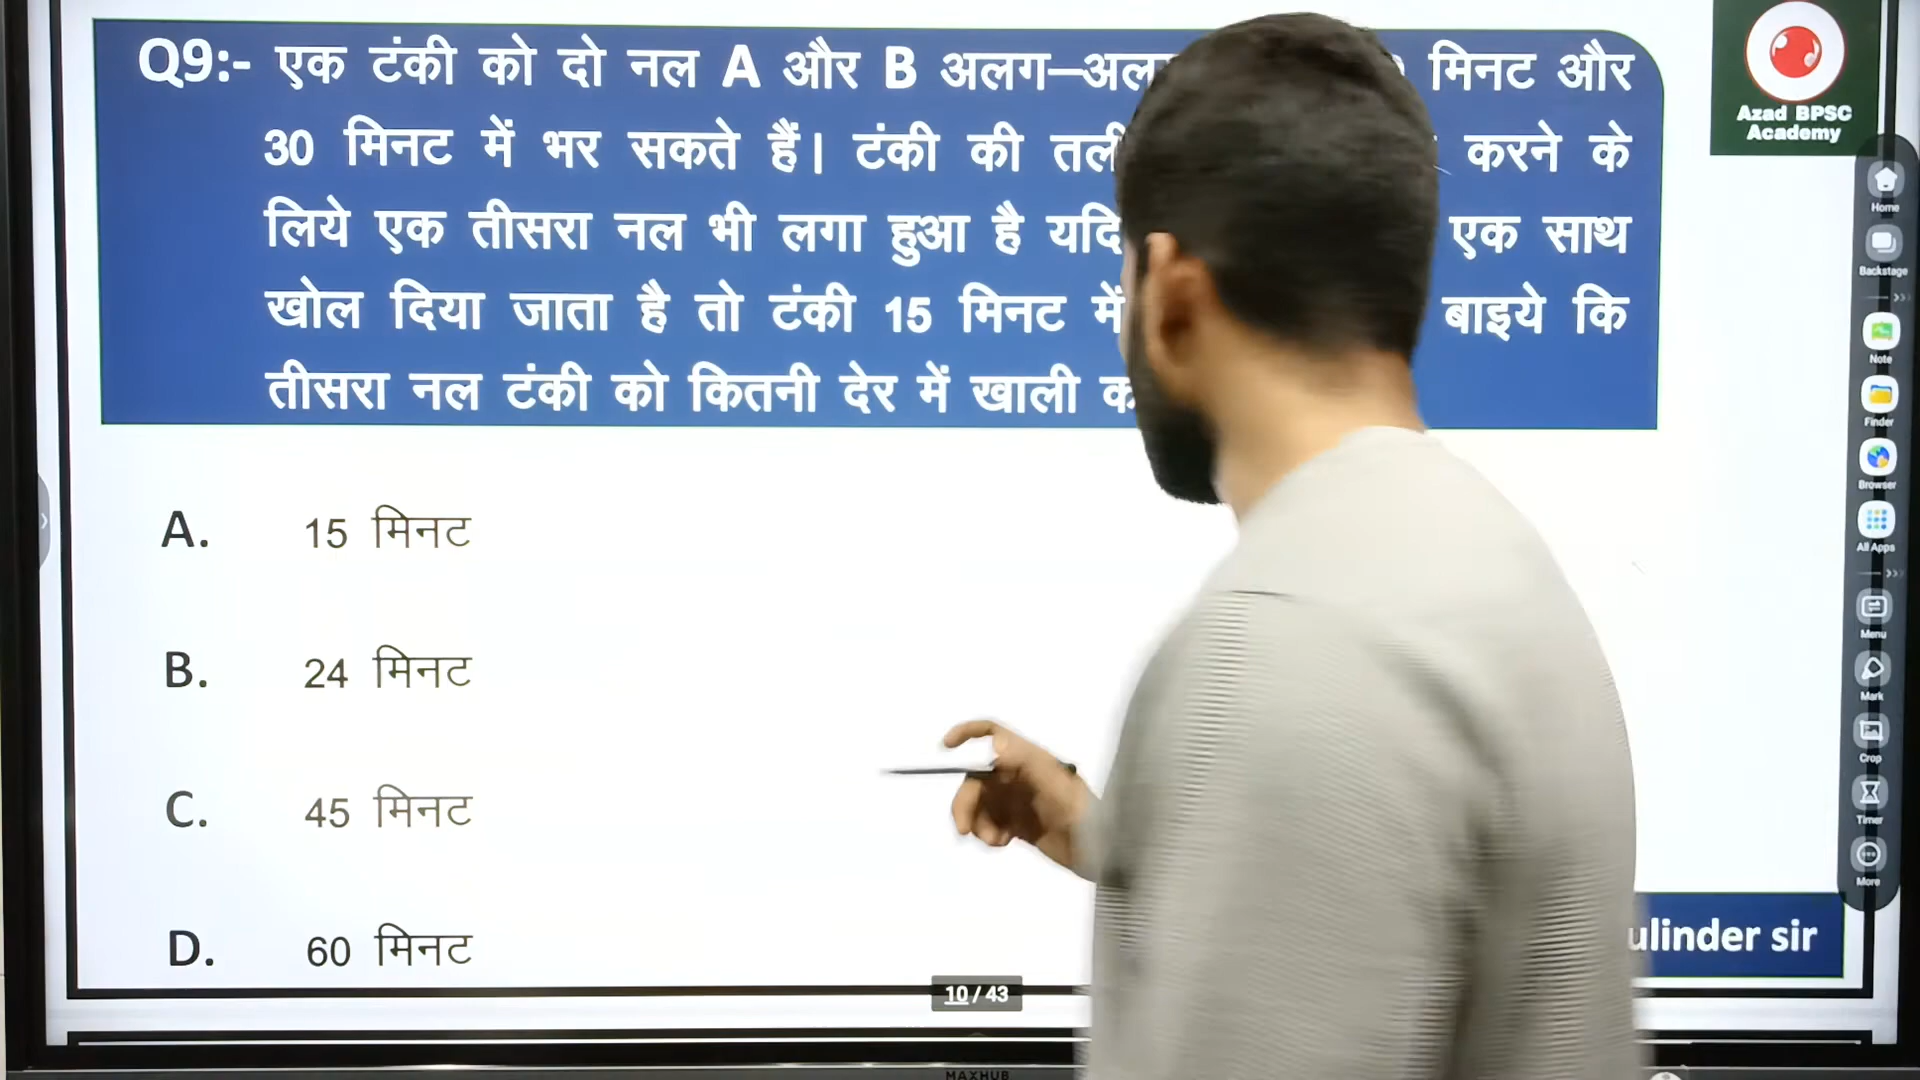 Q9:- एक टंकी को दो नल A और B अलग–अल मिनट और
30 मिनट में भर सकते हैं। टंकी की तली करने के
लिये एक तीसरा नल भी लगा हुआ है यदि एक साथ
खोल दिया जाता है तो टंकी 15 मिनट में बाइये कि
तीसरा नल टंकी को कितनी देर में खाली क
A. 15 मिनट
B. 24 मिनट
C. 45 मिनट
D. 60 मिनट
10 / 43
ulinder sir
Azad BPSC
Academy
Home
Backstage
Note
Finder
Browser
All Apps
Menu
Mark
Crop
Timer
More
MAXHUB